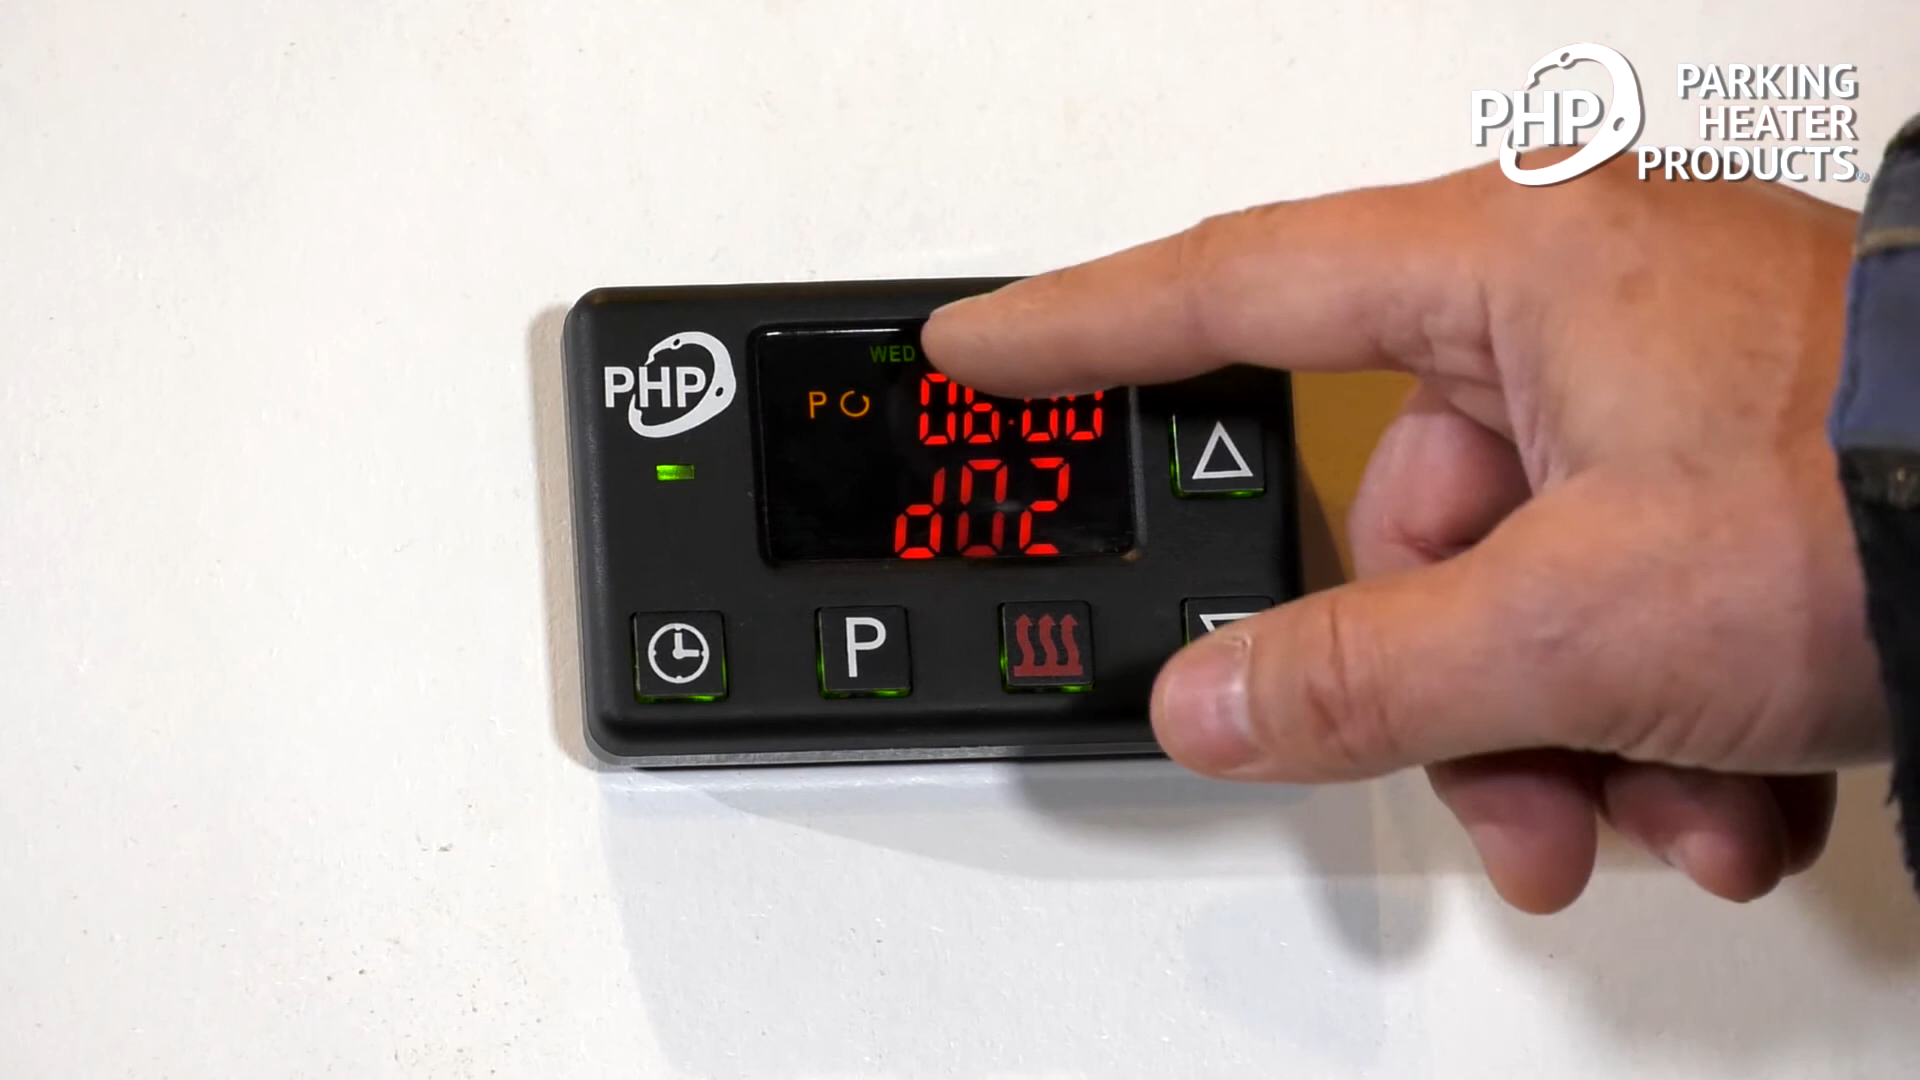 PHP PARKING
HEATER
PRODUCTS®
PHP
WED
P 06:00
d02
P